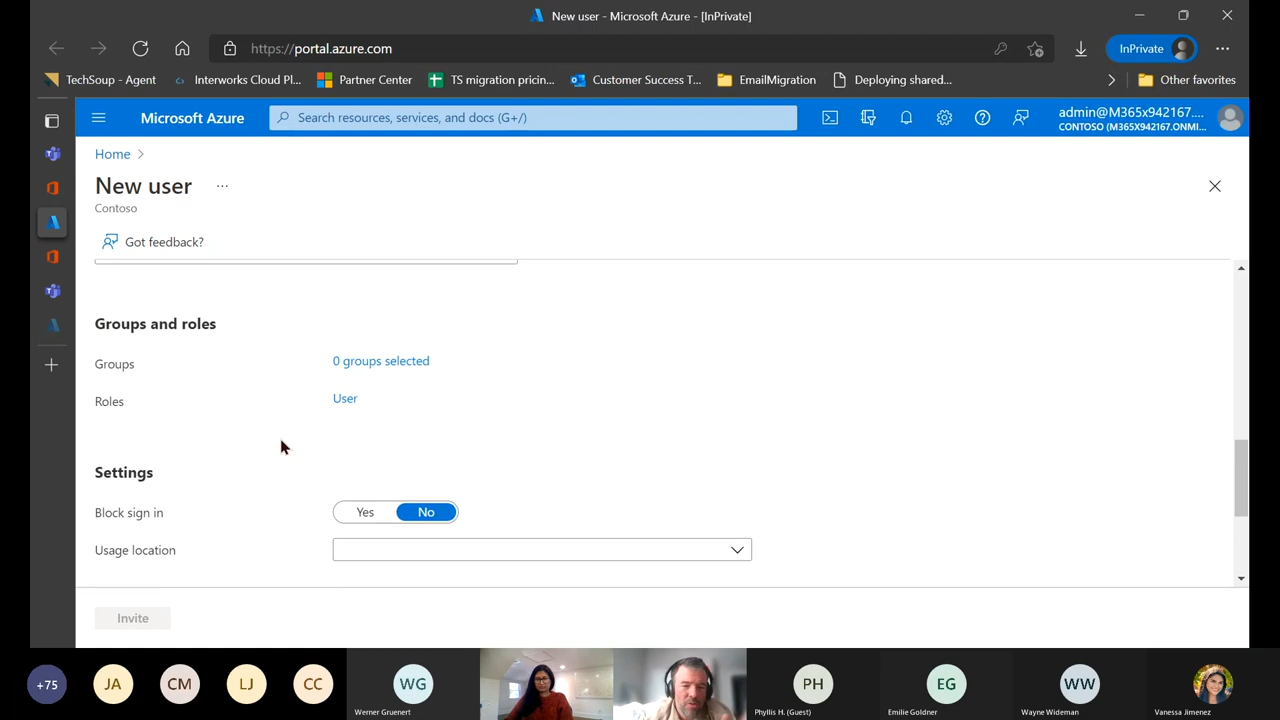 New user - Microsoft Azure - [InPrivate]
https://portal.azure.com
InPrivate
TechSoup - Agent
Interworks Cloud Pl...
Partner Center
TS migration pricin...
Customer Success T...
EmailMigration
Deploying shared...
Other favorites
Microsoft Azure
Search resources, services, and docs (G+/)
admin@M365x942167....
CONTOSO (M365X942167.ONMI...
Home
New user
...
Contoso
Got feedback?
Groups and roles
Groups
0 groups selected
Roles
User
Settings
Block sign in
Yes
No
Usage location
Invite
+75
JA
CM
LJ
CC
WG
Werner Gruenert
PH
Phyllis H. (Guest)
EG
Emilie Goldner
WW
Wayne Wideman
Vanessa Jimenez